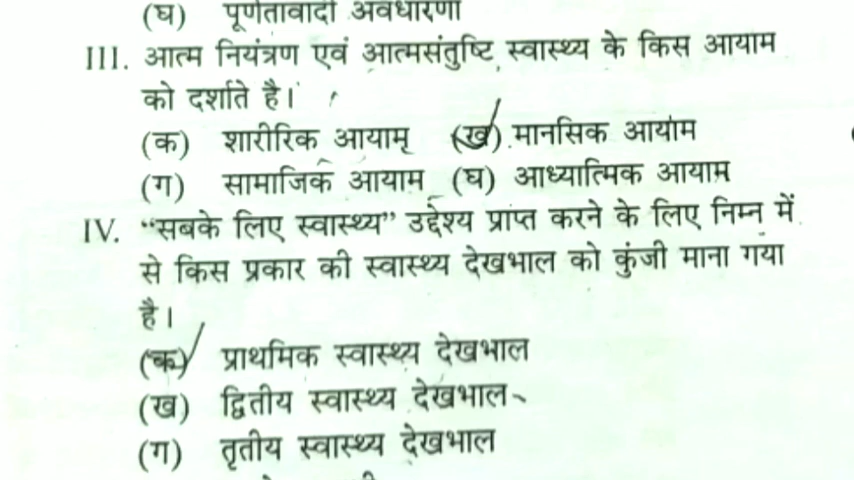 (घ) पूर्णतावादी अवधारणा
III. आत्म नियंत्रण एवं आत्मसंतुष्टि स्वास्थ्य के किस आयाम
को दर्शाते है।
(क) शारीरिक आयाम (ख) मानसिक आयाम
(ग) सामाजिक आयाम (घ) आध्यात्मिक आयाम
IV. “सबके लिए स्वास्थ्य” उद्देश्य प्राप्त करने के लिए निम्न में
से किस प्रकार की स्वास्थ्य देखभाल को कुंजी माना गया
है।
(क) प्राथमिक स्वास्थ्य देखभाल
(ख) द्वितीय स्वास्थ्य देखभाल
(ग) तृतीय स्वास्थ्य देखभाल